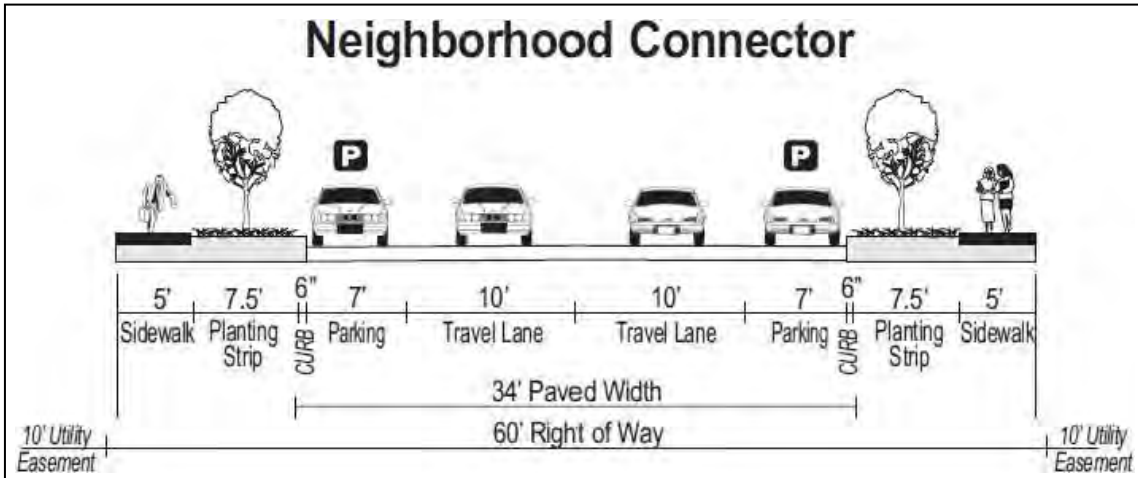 Neighborhood Connector
P P
5' 7.5' 6" 7' 10' 10' 7' 6" 7.5' 5'
Sidewalk Planting Strip CURB Parking Travel Lane Travel Lane Parking CURB Planting Strip Sidewalk
34' Paved Width
60' Right of Way
10' Utility Easement
10' Utility Easement